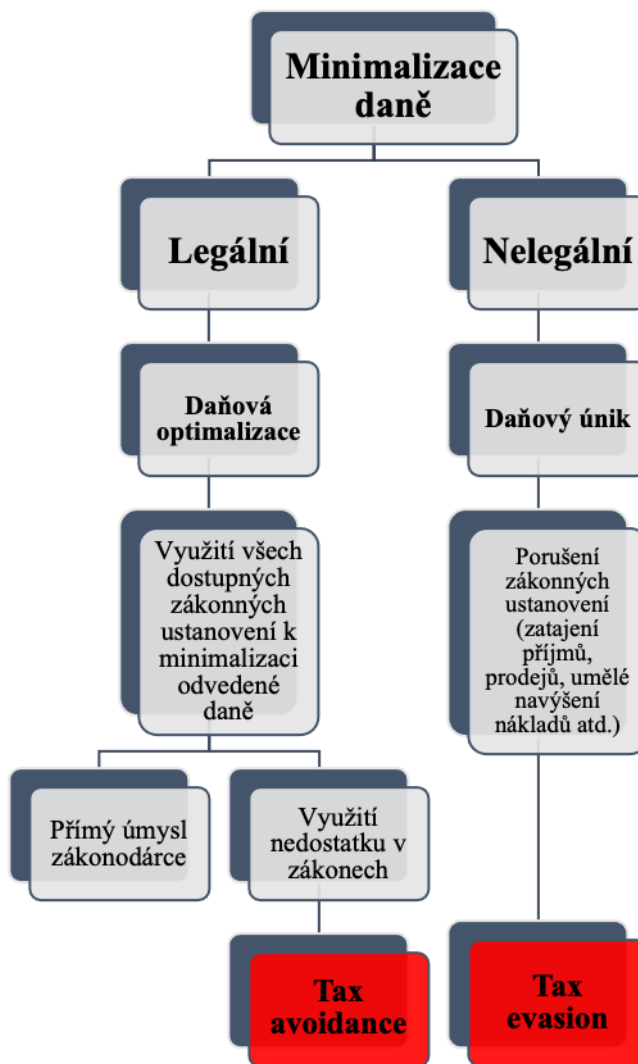 Minimalizace
daně
Legální
Nelegální
Daňová
optimalizace
Daňový únik
Využití všech
dostupných
zákonných
ustanovení k
minimalizaci
odvedené
daně
Porušení
zákonných
ustanovení
(zatajení
příjmů,
prodejů, umělé
navýšení
nákladů atd.)
Přímý úmysl
zákonodárce
Využití
nedostatku v
zákonech
Tax
avoidance
Tax
evasion